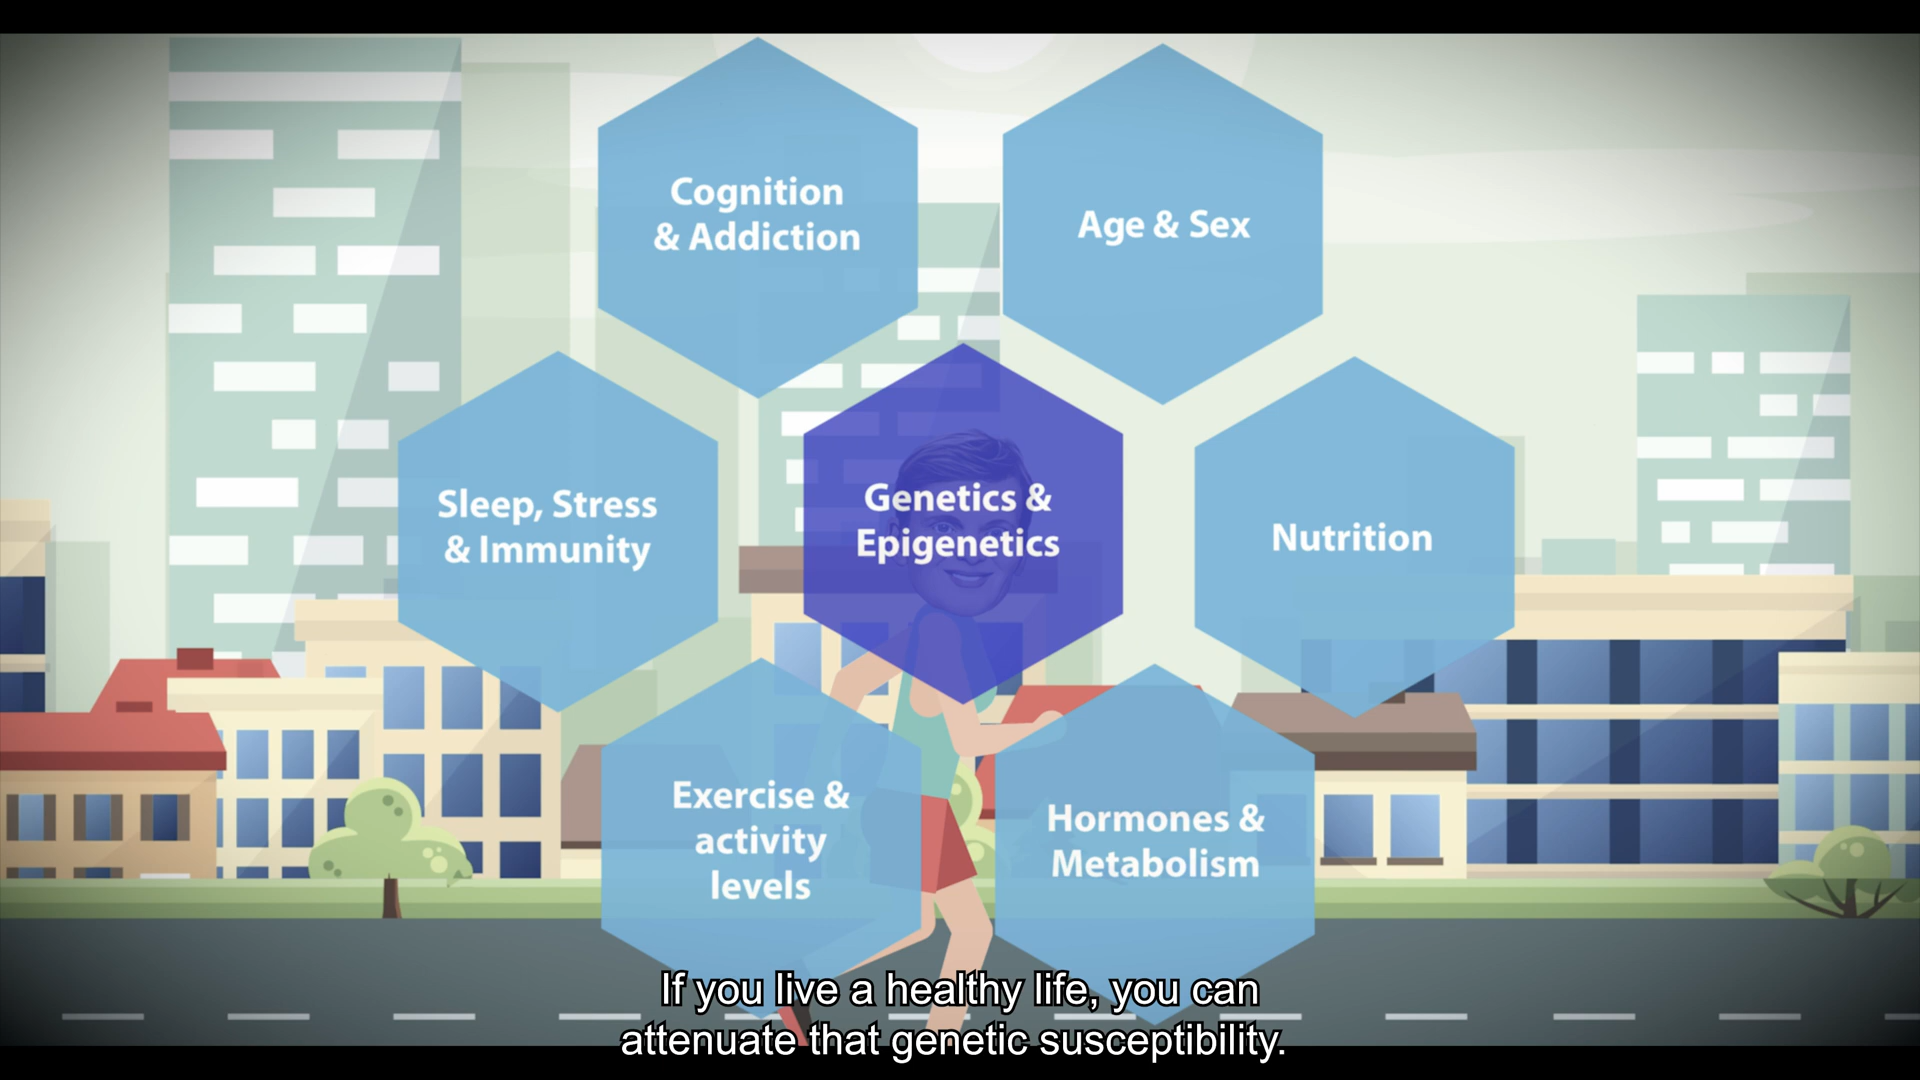 Cognition
& Addiction
Age & Sex
Sleep, Stress
& Immunity
Genetics &
Epigenetics
Nutrition
Exercise &
activity
levels
Hormones &
Metabolism
If you live a healthy life, you can
attenuate that genetic susceptibility.